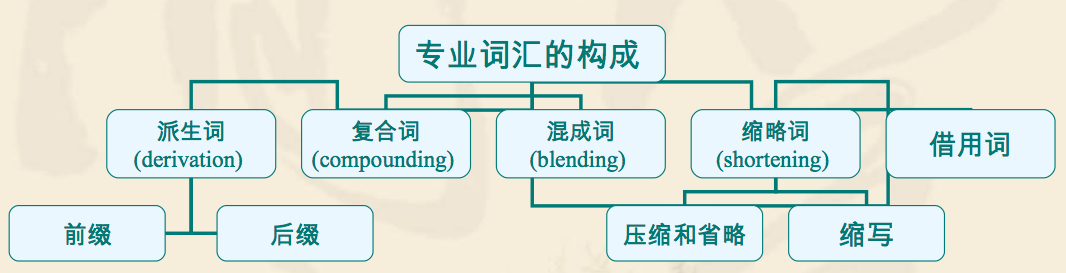 专业词汇的构成
派生词
(derivation)
复合词
(compounding)
混成词
(blending)
缩略词
(shortening)
借用词
前缀
后缀
压缩和省略
缩写